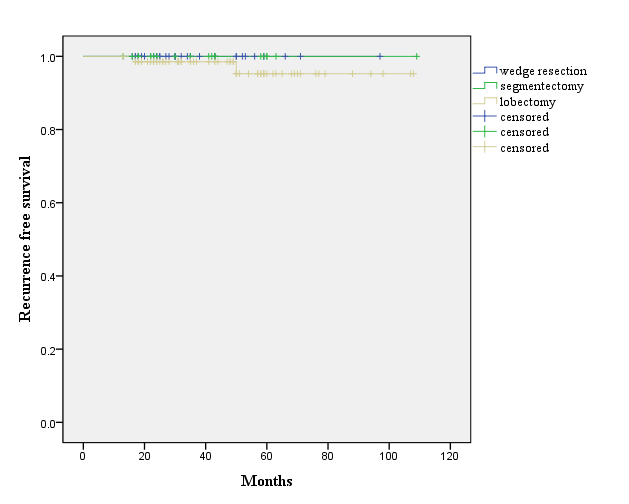 1.0
0.8
0.6
0.4
0.2
0.0
Recurrence free survival
0 20 40 60 80 100 120
Months
wedge resection
segmentectomy
lobectomy
censored
censored
censored